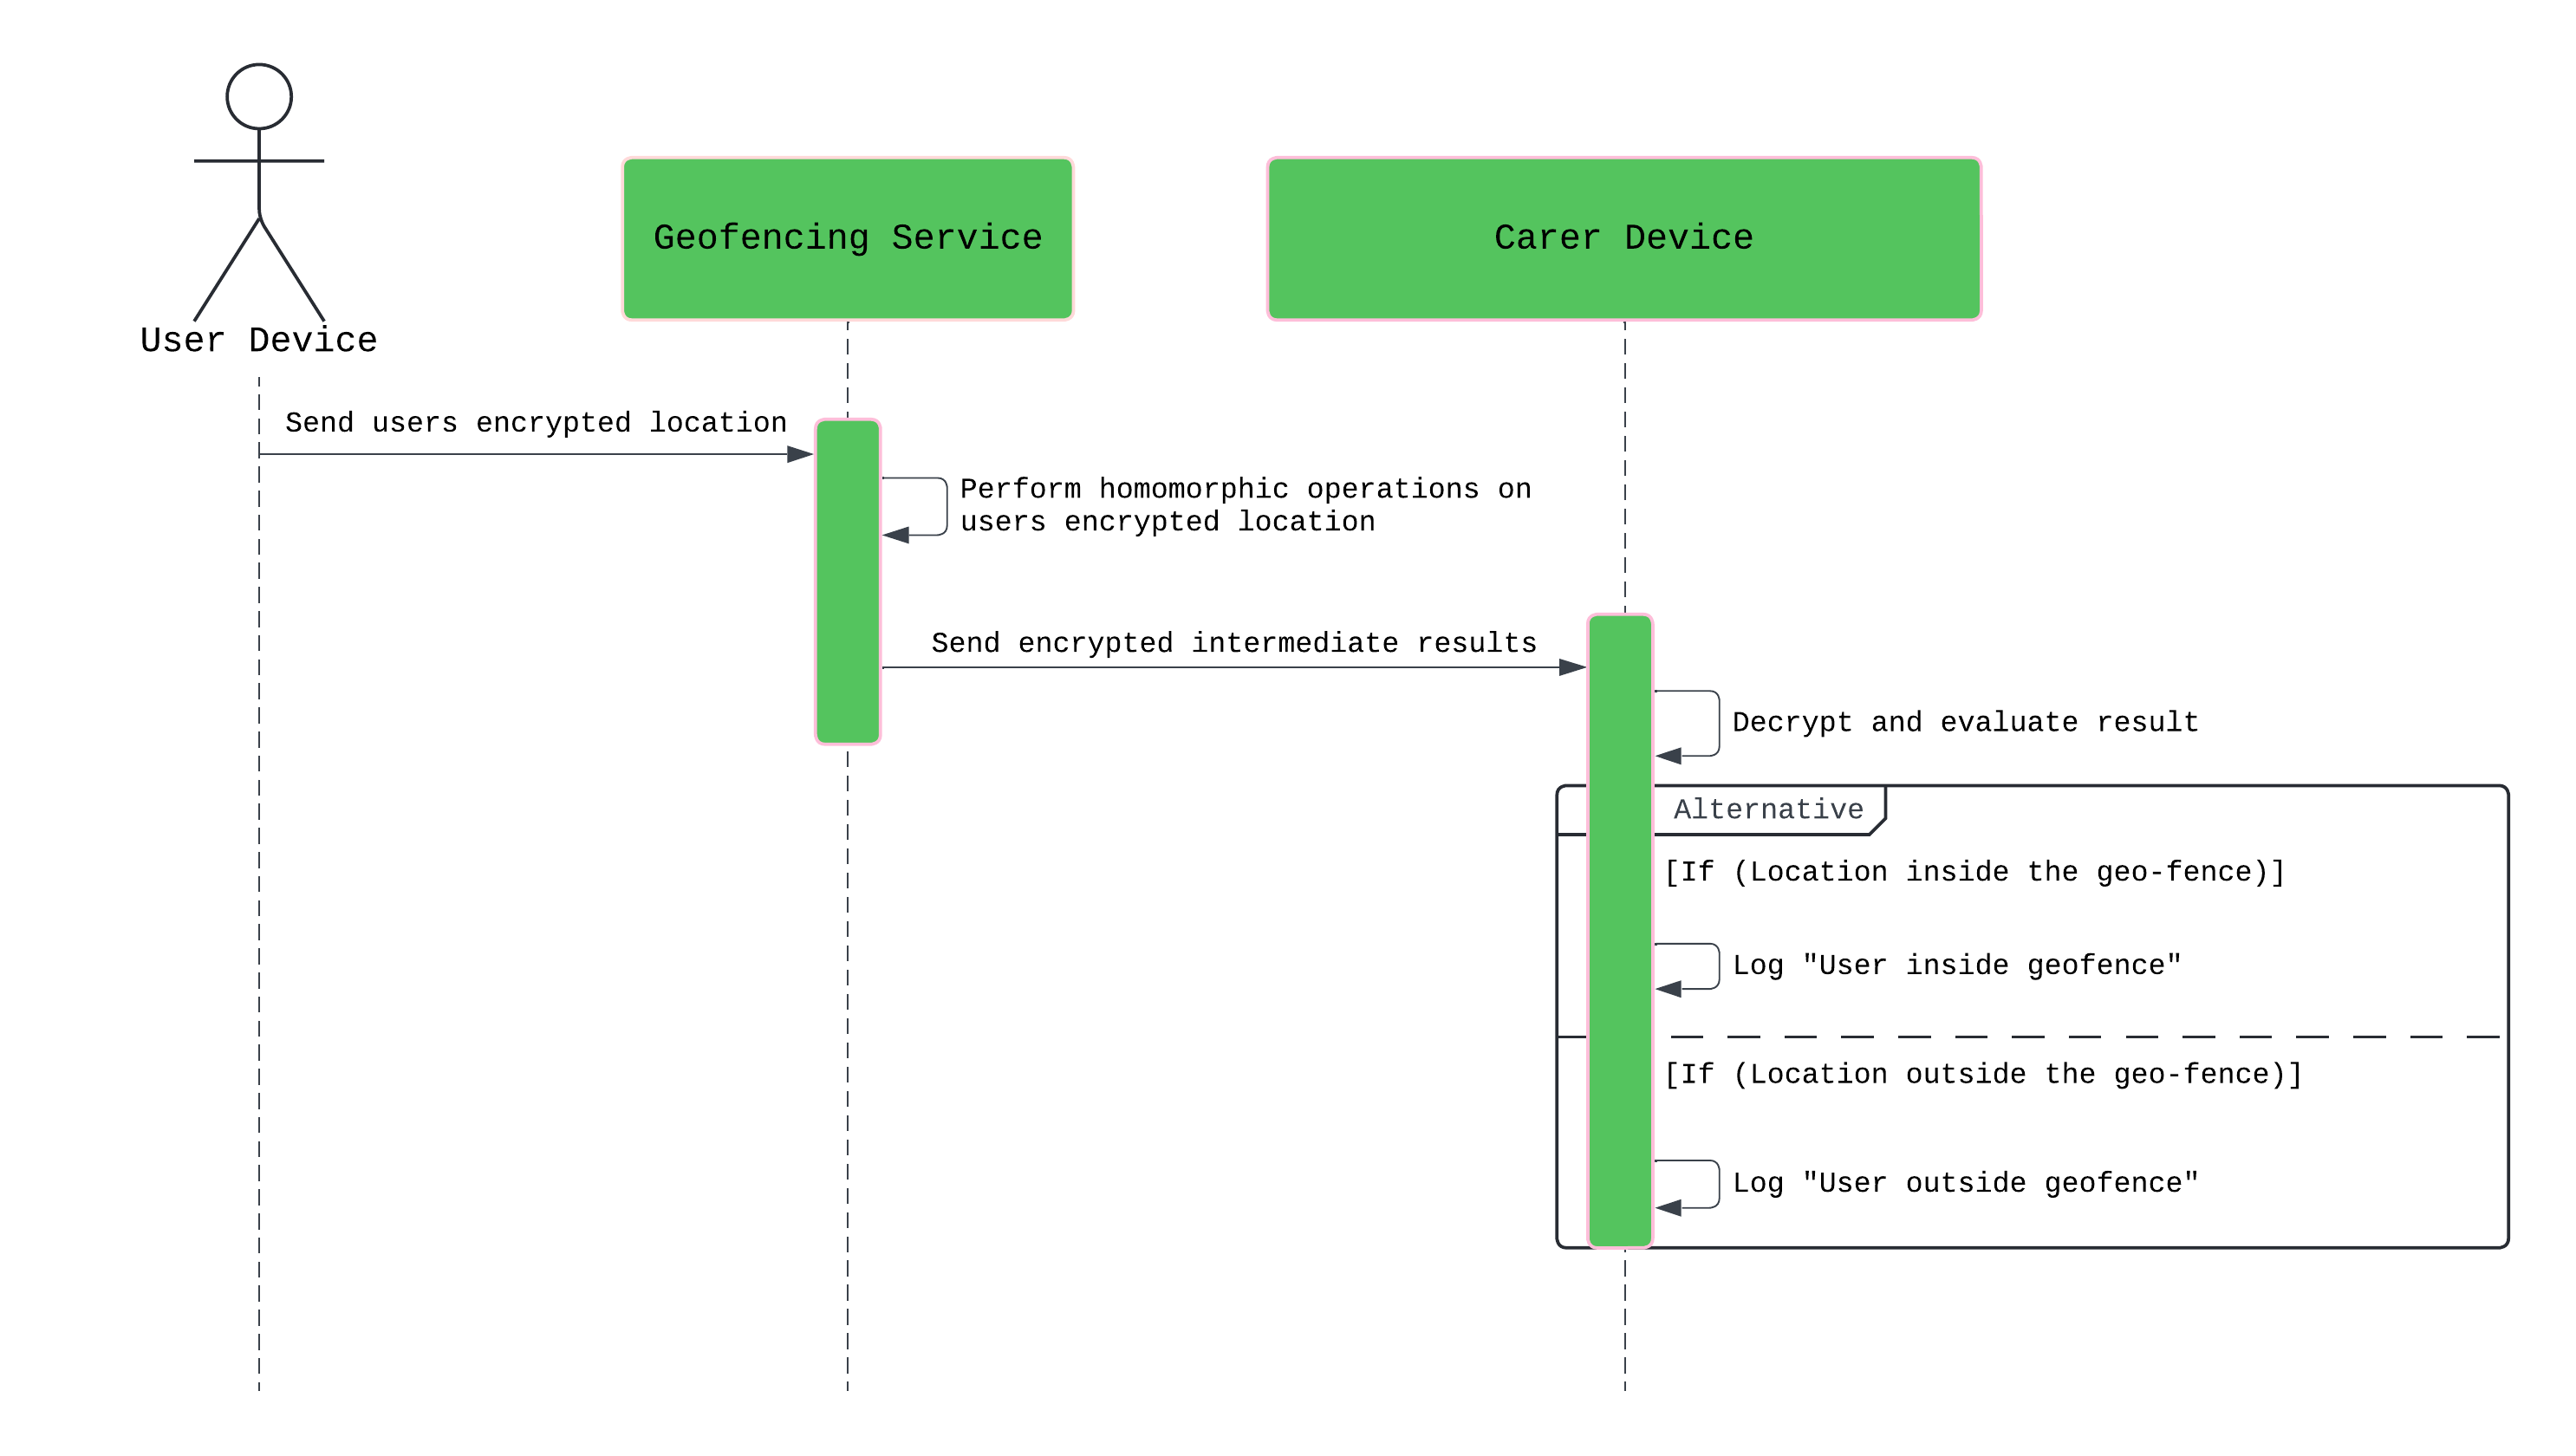 User Device
Geofencing Service
Carer Device
Send users encrypted location
Perform homomorphic operations on
users encrypted location
Send encrypted intermediate results
Decrypt and evaluate result
Alternative
[If (Location inside the geo-fence)]
Log "User inside geofence"
[If (Location outside the geo-fence)]
Log "User outside geofence"